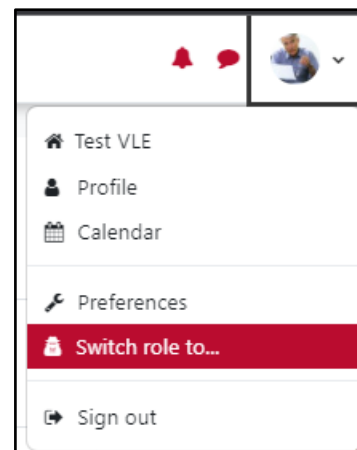 Test VLE
Profile
Calendar
Preferences
Switch role to...
Sign out